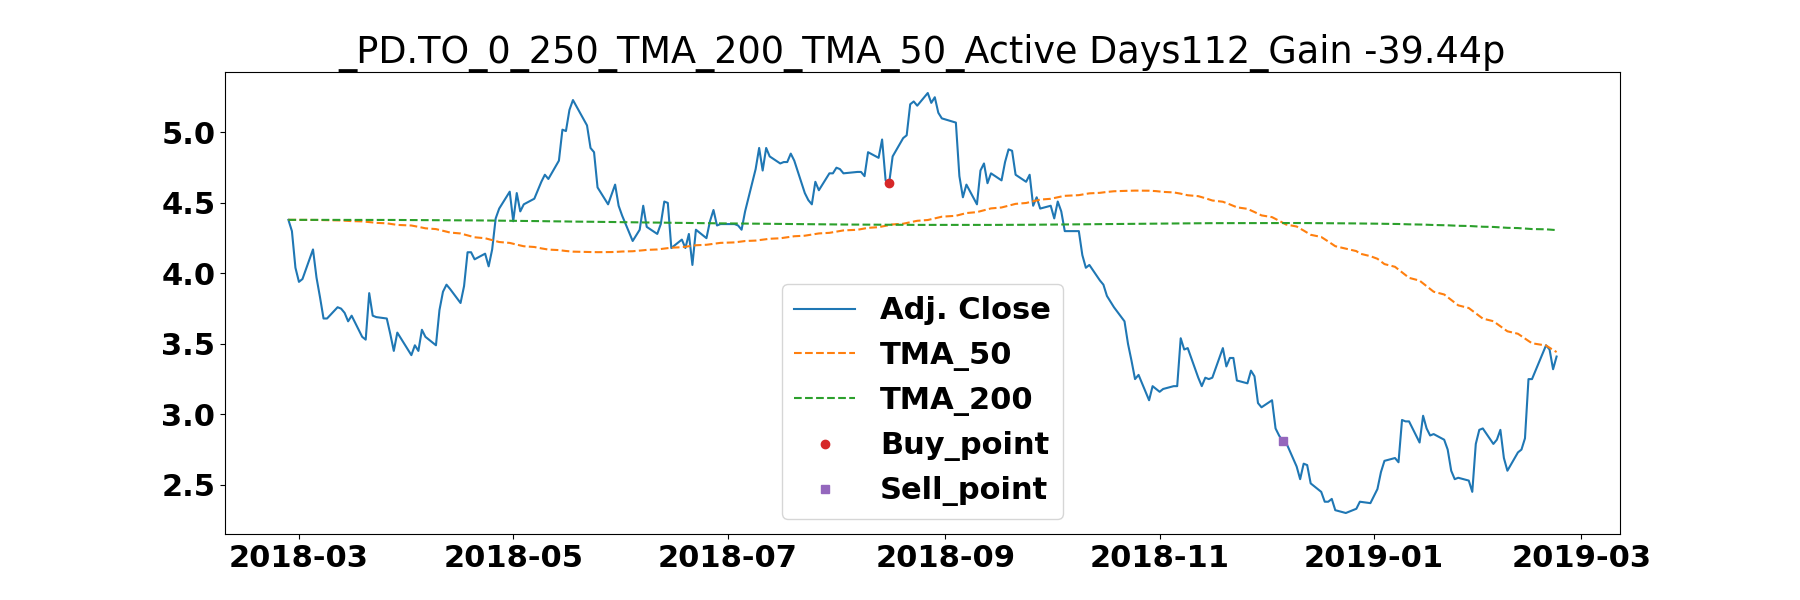 _PD.TO_0_250_TMA_200_TMA_50_Active Days112_Gain -39.44p
5.0
4.5
4.0
3.5
3.0
2.5
Adj. Close
TMA_50
TMA_200
Buy_point
Sell_point
2018-03 2018-05 2018-07 2018-09 2018-11 2019-01 2019-03